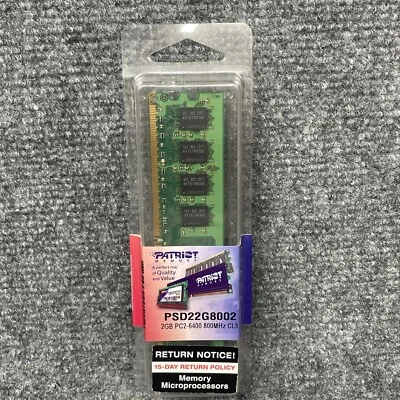 PATRIOT
MEMORY
A perfect mix
of Quality
and Value
PSD22G8002
2GB PC2-6400 800MHz CL5
RETURN NOTICE!
15-DAY RETURN POLICY
Memory
Microprocessors